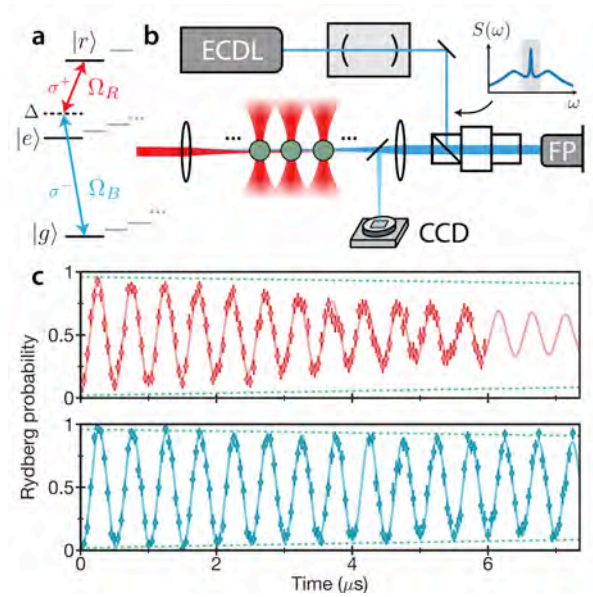 a
|r⟩
σ⁺
Ω_R
Δ
...
|e⟩
σ⁻
Ω_B
...
|g⟩
b
ECDL
( )
S(ω)
ω
...
...
FP
CCD
c
1
0.5
0
1
0.5
0
Rydberg probability
0
2
4
6
Time (μs)